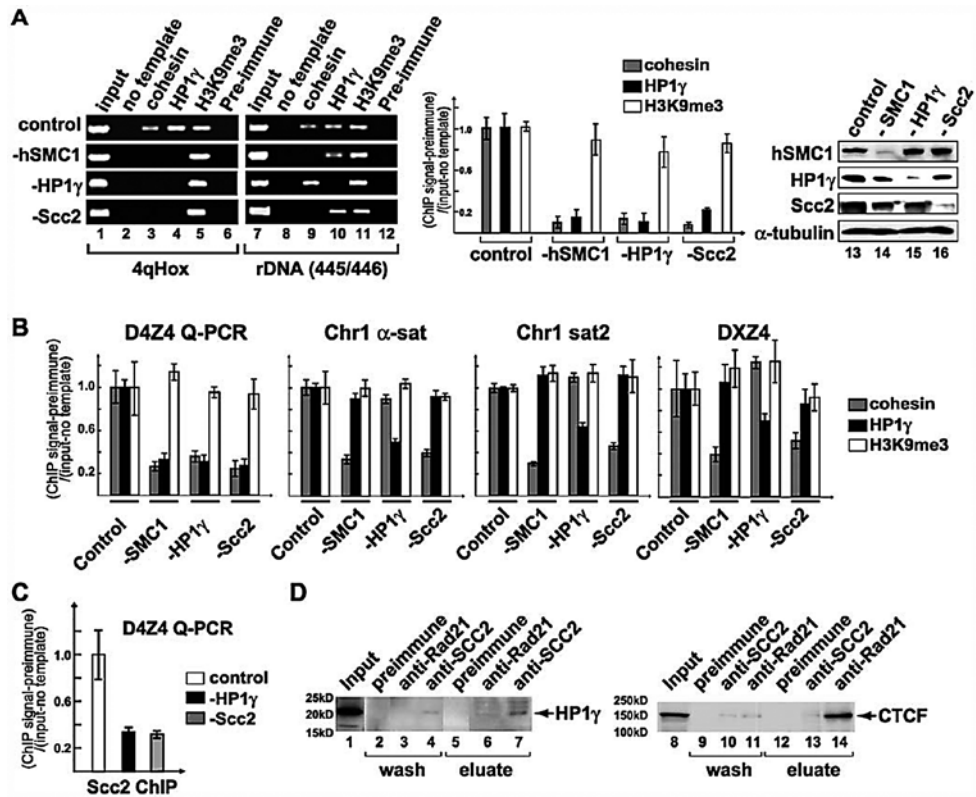 A
input
no template
cohesin
HP1γ
H3K9me3
Pre-immune
input
no template
cohesin
HP1γ
H3K9me3
Pre-immune
control
-hSMC1
-HP1γ
-Scc2
1 2 3 4 5 6 7 8 9 10 11 12
4qHox rDNA (445/446)
cohesin
HP1γ
H3K9me3
(ChIP signal-preimmune)
/(input-no template)
1.0
0.6
0.2
control -hSMC1 -HP1γ -Scc2
control
- SMC1
- HP1γ
- Scc2
hSMC1
HP1γ
Scc2
α-tubulin
13 14 15 16
B
D4Z4 Q-PCR Chr1 α-sat Chr1 sat2 DXZ4
(ChIP signal-preimmune)
/(input-no template)
1.0
0.6
0.2
cohesin
HP1γ
H3K9me3
Control -SMC1 -HP1γ -Scc2
Control -SMC1 -HP1γ -Scc2
Control -SMC1 -HP1γ -Scc2
Control -SMC1 -HP1γ -Scc2
C
D4Z4 Q-PCR
(ChIP signal-preimmune)
/(input-no template)
1.0
0.6
0.2
control
-HP1γ
-Scc2
Scc2 ChIP
D
Input
preimmune
anti-Rad21
anti-SCC2
preimmune
anti-Rad21
anti-SCC2
25kD
20kD
15kD
HP1γ
1 2 3 4 5 6 7
wash eluate
Input
preimmune
anti-SCC2
anti-Rad21
preimmune
anti-SCC2
anti-Rad21
250kD
150kD
100kD
CTCF
8 9 10 11 12 13 14
wash eluate